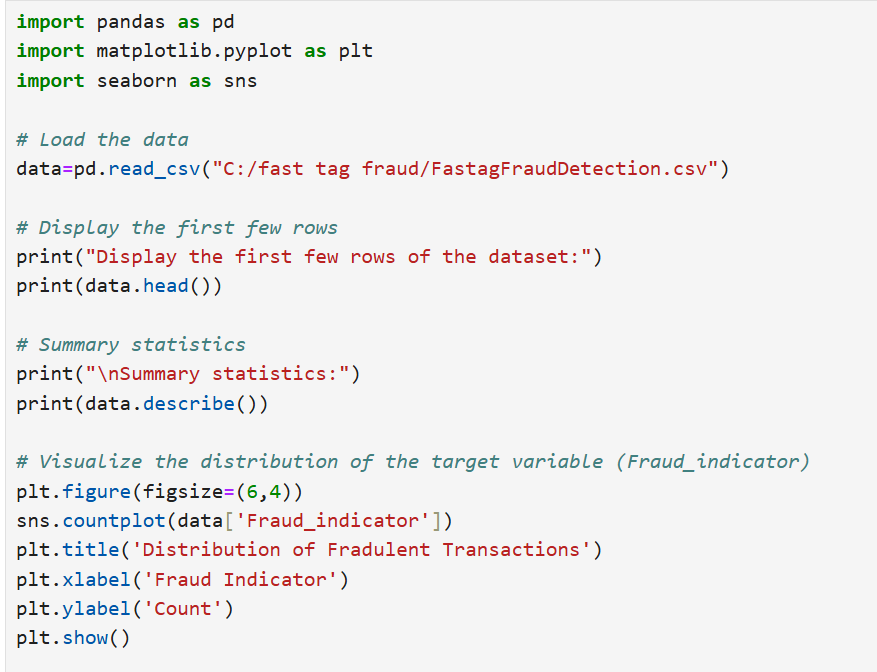 import pandas as pd
import matplotlib.pyplot as plt
import seaborn as sns
# Load the data
data=pd.read_csv("C:/fast tag fraud/FastagFraudDetection.csv")
# Display the first few rows
print("Display the first few rows of the dataset:")
print(data.head())
# Summary statistics
print("\nSummary statistics:")
print(data.describe())
# Visualize the distribution of the target variable (Fraud_indicator)
plt.figure(figsize=(6,4))
sns.countplot(data['Fraud_indicator'])
plt.title('Distribution of Fradulent Transactions')
plt.xlabel('Fraud Indicator')
plt.ylabel('Count')
plt.show()